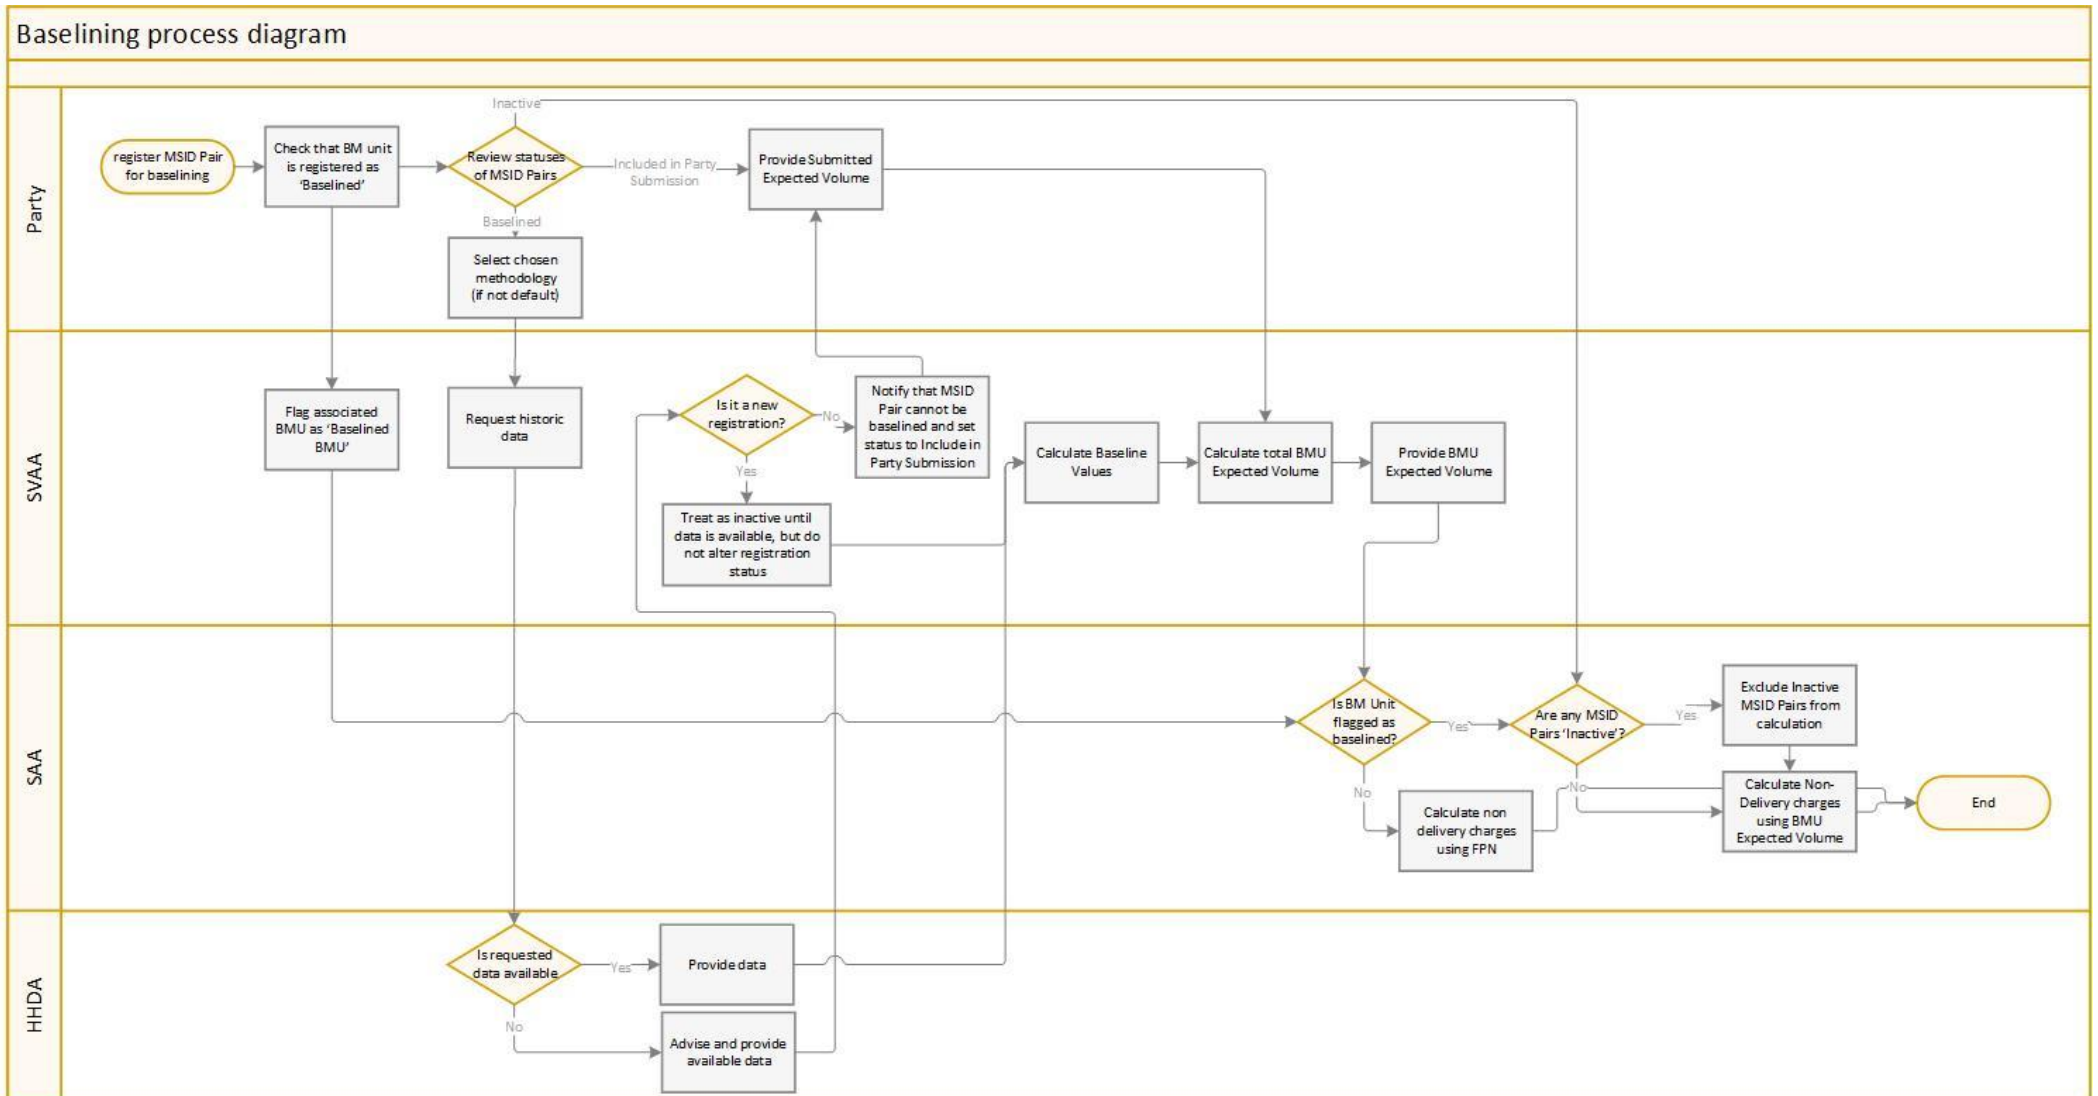 Baselining process diagram
Party
Inactive
register MSID Pair
for baselining
Check that BM unit
is registered as
‘Baselined’
Review statuses
of MSID Pairs
Included in Party
Submission
Provide Submitted
Expected Volume
Baselined
Select chosen
methodology
(if not default)
SVAA
Flag associated
BMU as ‘Baselined
BMU’
Request historic
data
Is it a new
registration?
No
Notify that MSID
Pair cannot be
baselined and set
status to Include in
Party Submission
Yes
Treat as inactive until
data is available, but do
not alter registration
status
Calculate Baseline
Values
Calculate total BMU
Expected Volume
Provide BMU
Expected Volume
SAA
Is BM Unit
flagged as
baselined?
Yes
Are any MSID
Pairs ‘Inactive’?
Yes
Exclude Inactive
MSID Pairs from
calculation
No
Calculate non
delivery charges
using FPN
No
Calculate Non-
Delivery charges
using BMU
Expected Volume
End
HHDA
Is requested
data available
Yes
Provide data
No
Advise and provide
available data